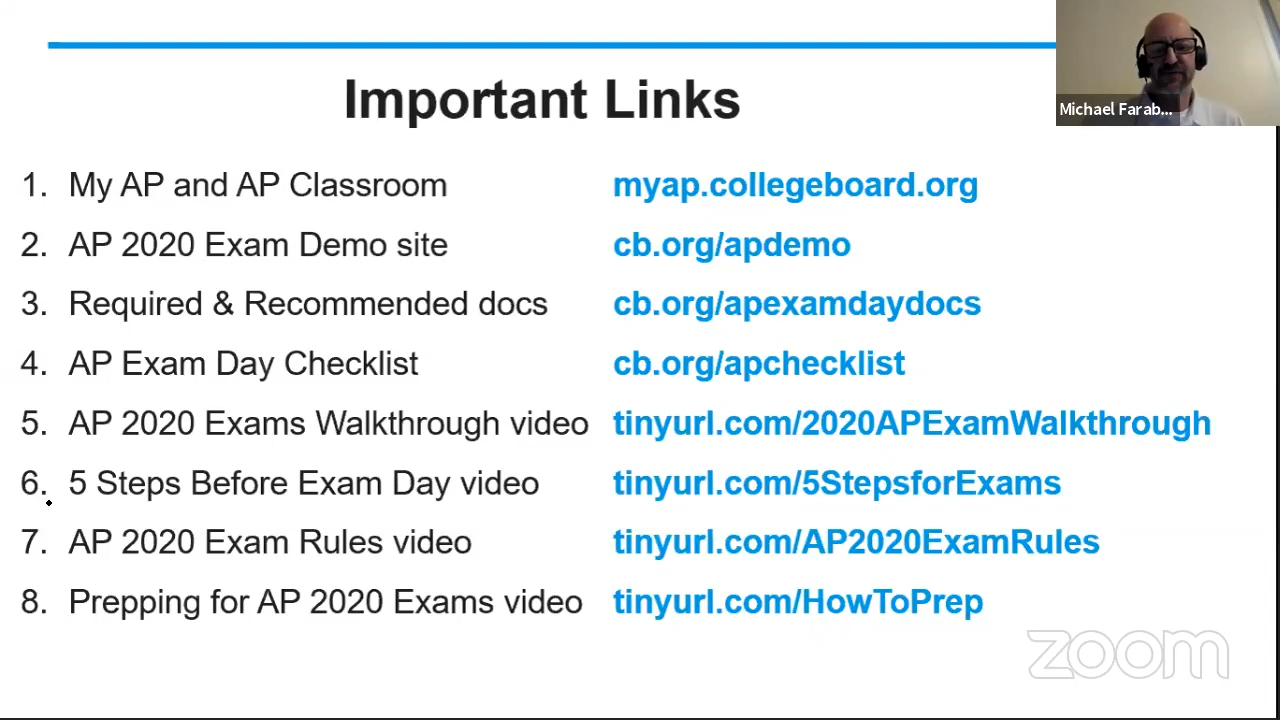 Important Links
Michael Farab...
1. My AP and AP Classroom myap.collegeboard.org
2. AP 2020 Exam Demo site cb.org/apdemo
3. Required & Recommended docs cb.org/apexamdaydocs
4. AP Exam Day Checklist cb.org/apchecklist
5. AP 2020 Exams Walkthrough video tinyurl.com/2020APExamWalkthrough
6. 5 Steps Before Exam Day video tinyurl.com/5StepsforExams
7. AP 2020 Exam Rules video tinyurl.com/AP2020ExamRules
8. Prepping for AP 2020 Exams video tinyurl.com/HowToPrep
zoom